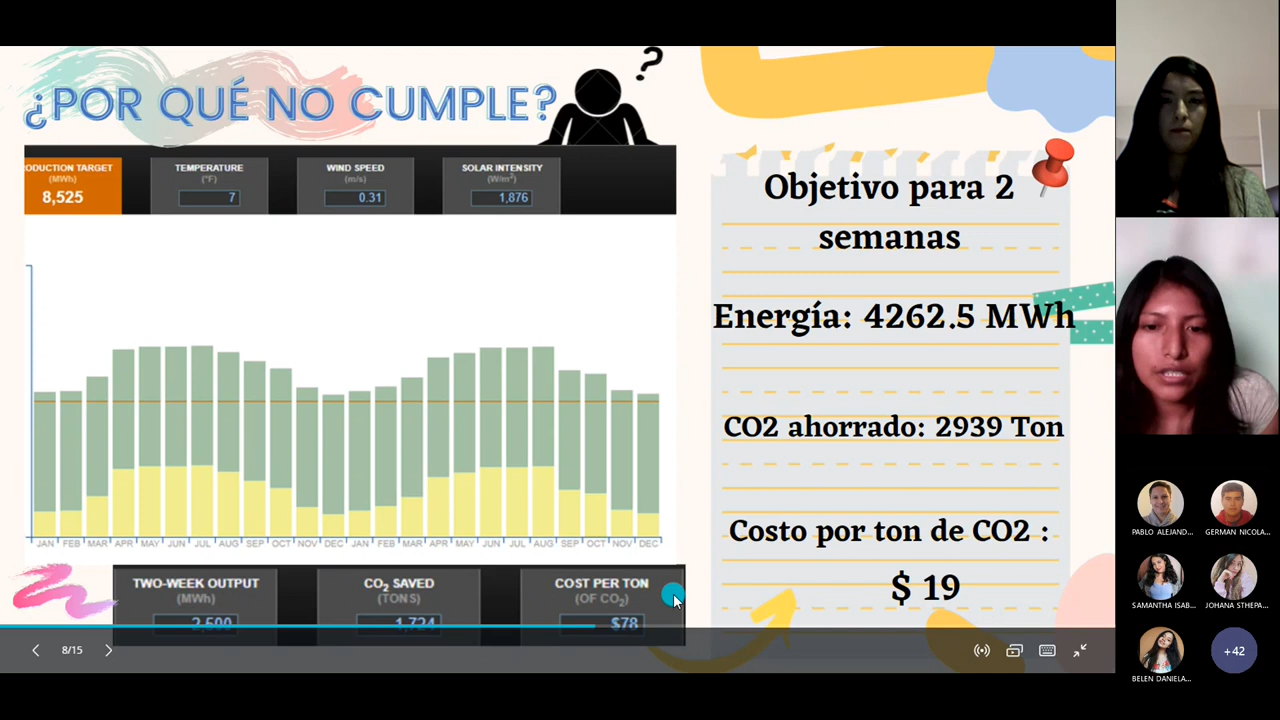 ¿POR QUÉ NO CUMPLE?
?
ODUCTION TARGET
(MWh)
8,525
TEMPERATURE
(°F)
7
WIND SPEED
(m/s)
0.31
SOLAR INTENSITY
(W/m²)
1,876
JAN FEB MAR APR MAY JUN JUL AUG SEP OCT NOV DEC JAN FEB MAR APR MAY JUN JUL AUG SEP OCT NOV DEC
TWO-WEEK OUTPUT
(MWh)
2,500
CO2 SAVED
(TONS)
1,724
COST PER TON
(OF CO2)
$78
Objetivo para 2
semanas
Energía: 4262.5 MWh
CO2 ahorrado: 2939 Ton
Costo por ton de CO2 :
$ 19
8/15
PABLO ALEJAND...
GERMAN NICOLA...
SAMANTHA ISAB...
JOHANA STHEPA...
BELEN DANIELA...
+42